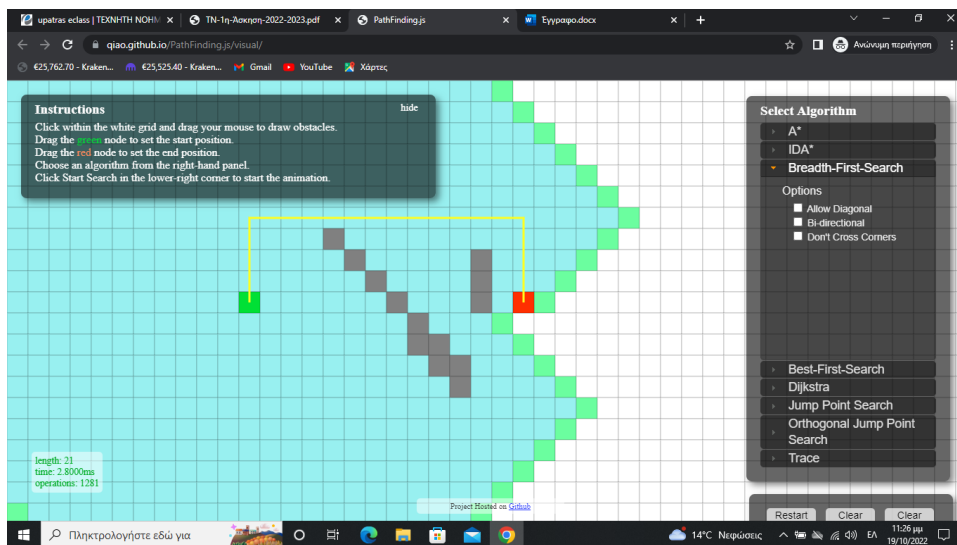 upatras eclass | ΤΕΧΝΗΤΗ ΝΟΗΜ
TN-1η-Άσκηση-2022-2023.pdf
PathFinding.js
Έγγραφο.docx
qiao.github.io/PathFinding.js/visual/
Ανώνυμη περιήγηση
€25,762.70 - Kraken...
€25,525.40 - Kraken...
Gmail
YouTube
Χάρτες
Instructions
hide
Click within the white grid and drag your mouse to draw obstacles.
Drag the green node to set the start position.
Drag the red node to set the end position.
Choose an algorithm from the right-hand panel.
Click Start Search in the lower-right corner to start the animation.
Select Algorithm
A*
IDA*
Breadth-First-Search
Options
Allow Diagonal
Bi-directional
Don't Cross Corners
Best-First-Search
Dijkstra
Jump Point Search
Orthogonal Jump Point
Search
Trace
length: 21
time: 2.8000ms
operations: 1281
Project Hosted on Github
Restart
Clear
Clear
Πληκτρολογήστε εδώ για
14°C Νεφώσεις
ΕΛ
11:26 μμ
19/10/2022